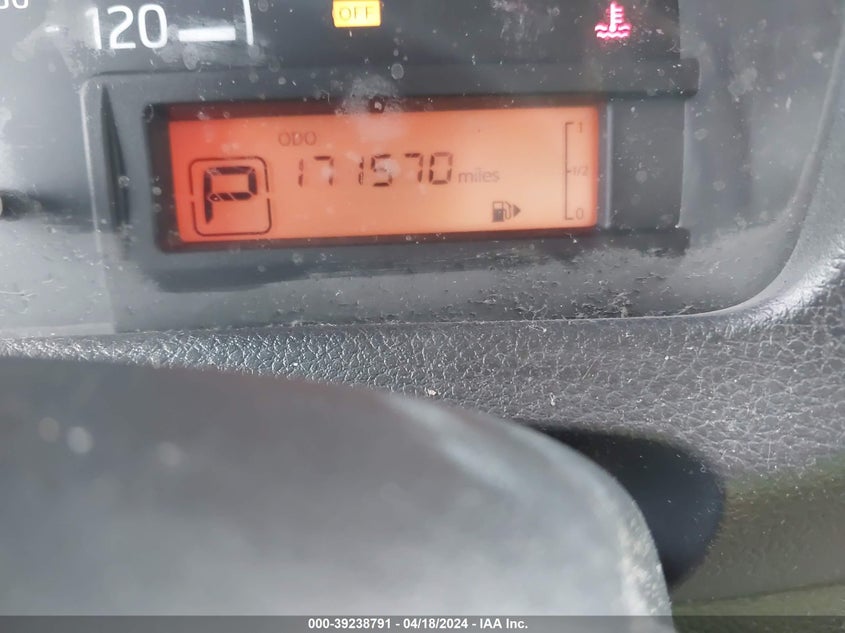 120
OFF
ODO
P
171570 miles
1
1/2
0
000-39238791 - 04/18/2024 - IAA Inc.